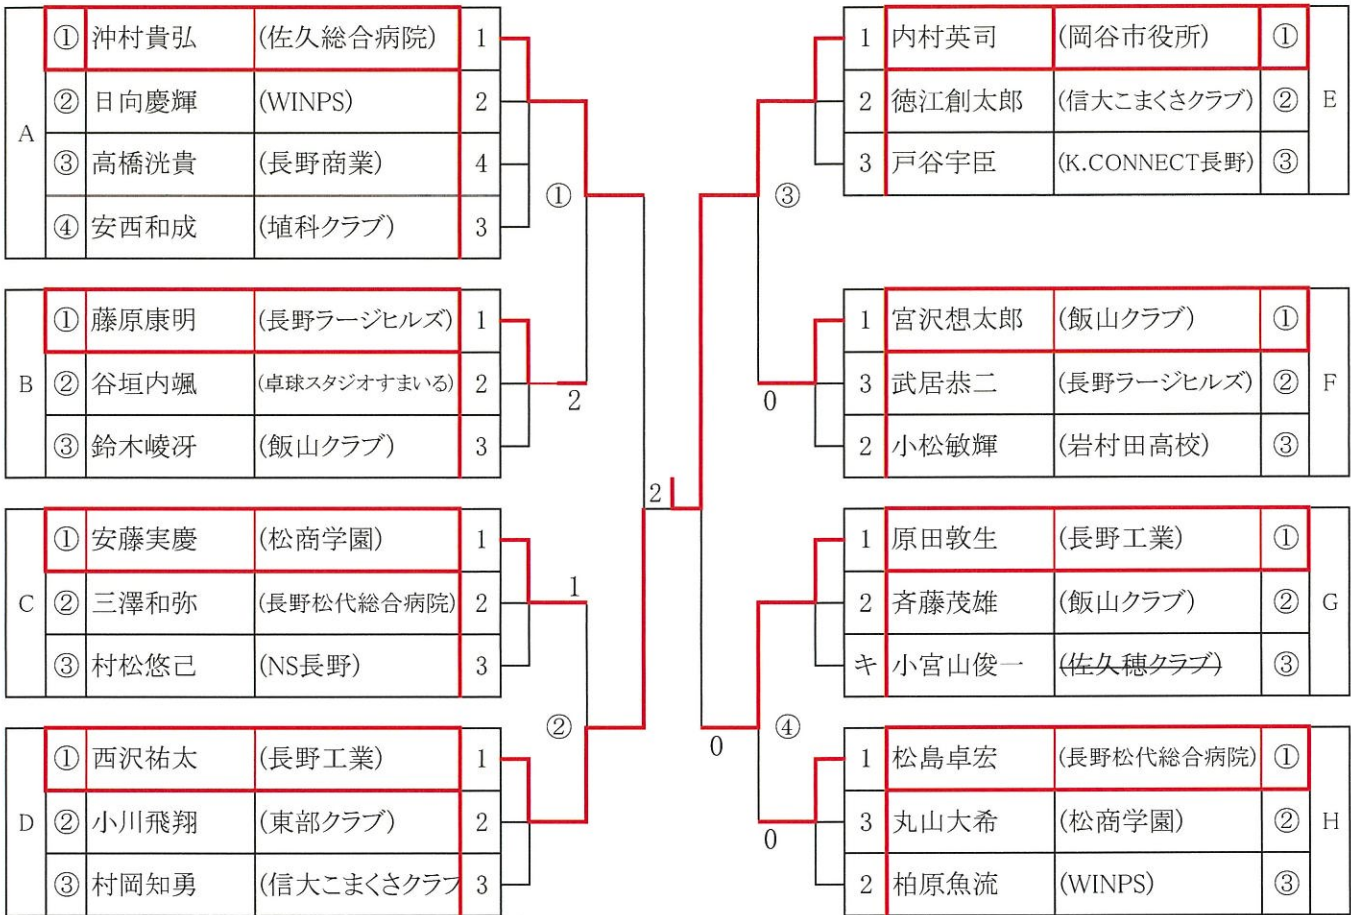 A
① 沖村貴弘 (佐久総合病院) 1
② 日向慶輝 (WINPS) 2
③ 高橋洸貴 (長野商業) 4
④ 安西和成 (埴科クラブ) 3
①
B
① 藤原康明 (長野ラージヒルズ) 1
② 谷垣内颯 (卓球スタジオすまいる) 2
③ 鈴木崚冴 (飯山クラブ) 3
2
C
① 安藤実慶 (松商学園) 1
② 三澤和弥 (長野松代総合病院) 2
③ 村松悠己 (NS長野) 3
1
②
D
① 西沢祐太 (長野工業) 1
② 小川飛翔 (東部クラブ) 2
③ 村岡知勇 (信大こまくさクラブ 3
2
1 内村英司 (岡谷市役所) ①
2 徳江創太郎 (信大こまくさクラブ) ②
3 戸谷宇臣 (K.CONNECT長野) ③
E
③
1 宮沢想太郎 (飯山クラブ) ①
3 武居恭二 (長野ラージヒルズ) ②
2 小松敏輝 (岩村田高校) ③
F
0
1 原田敦生 (長野工業) ①
2 斉藤茂雄 (飯山クラブ) ②
キ 小宮山俊一 (佐久穂クラブ) ③
G
0
④
1 松島卓宏 (長野松代総合病院) ①
3 丸山大希 (松商学園) ②
2 柏原魚流 (WINPS) ③
H
0